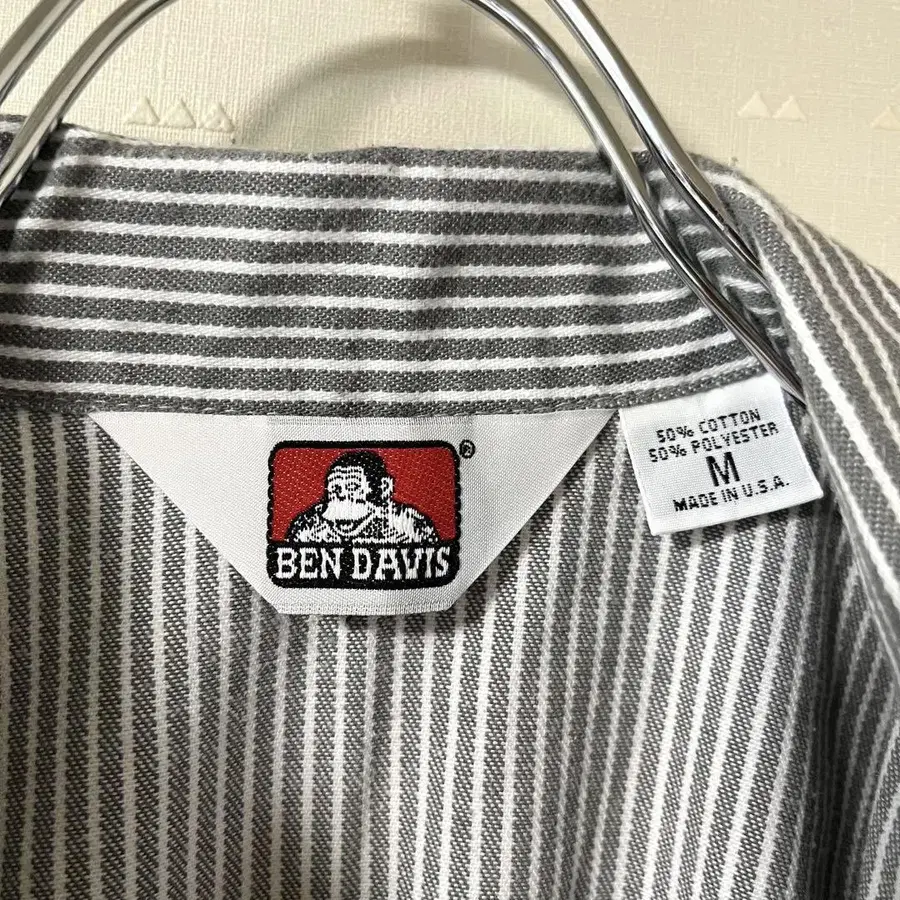 ®
BEN DAVIS
50% COTTON
50% POLYESTER
M
MADE IN U.S.A.